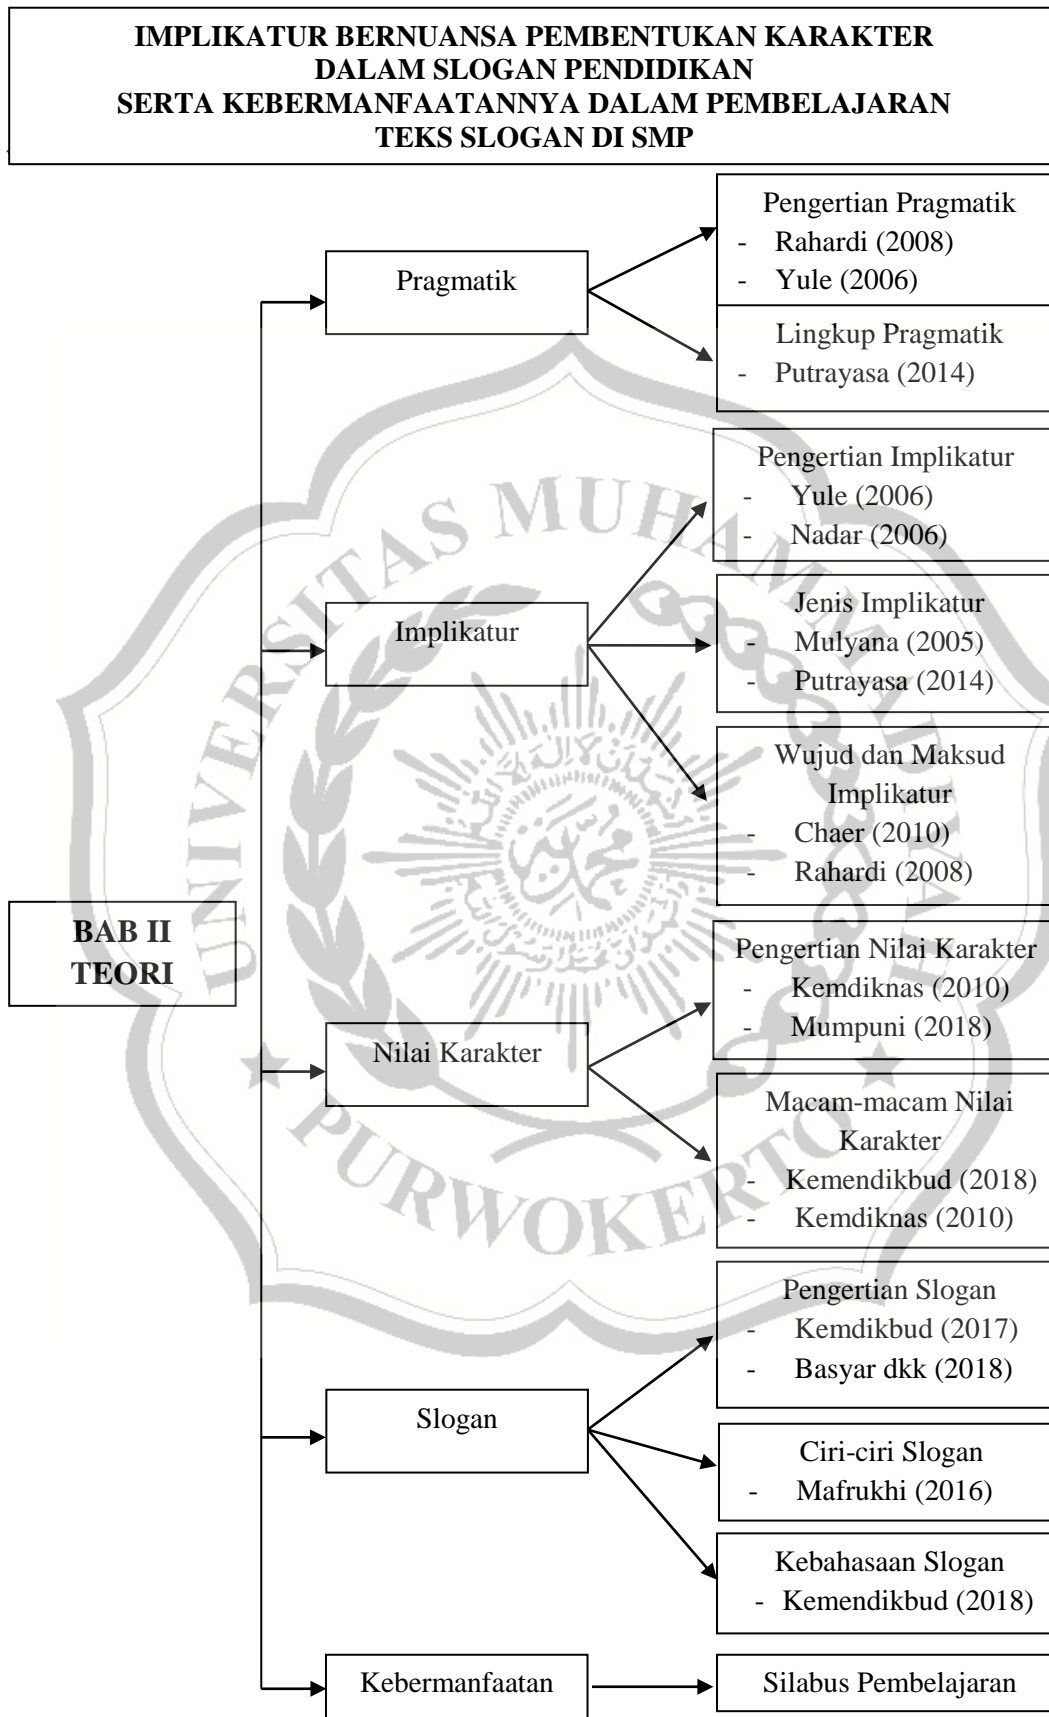 IMPLIKATUR BERNUANSA PEMBENTUKAN KARAKTER
DALAM SLOGAN PENDIDIKAN
SERTA KEBERMANFAATANNYA DALAM PEMBELAJARAN
TEKS SLOGAN DI SMP
BAB II
TEORI
Pragmatik
Pengertian Pragmatik
- Rahardi (2008)
- Yule (2006)
Lingkup Pragmatik
- Putrayasa (2014)
Implikatur
Pengertian Implikatur
- Yule (2006)
- Nadar (2006)
Jenis Implikatur
- Mulyana (2005)
- Putrayasa (2014)
Wujud dan Maksud
Implikatur
- Chaer (2010)
- Rahardi (2008)
Nilai Karakter
Pengertian Nilai Karakter
- Kemdiknas (2010)
- Mumpuni (2018)
Macam-macam Nilai
Karakter
- Kemendikbud (2018)
- Kemdiknas (2010)
Slogan
Pengertian Slogan
- Kemdikbud (2017)
- Basyar dkk (2018)
Ciri-ciri Slogan
- Mafrukhi (2016)
Kebahasaan Slogan
- Kemendikbud (2018)
Kebermanfaatan
Silabus Pembelajaran
UNIVERSITAS MUHAMMADIYAH
PURWOKERTO